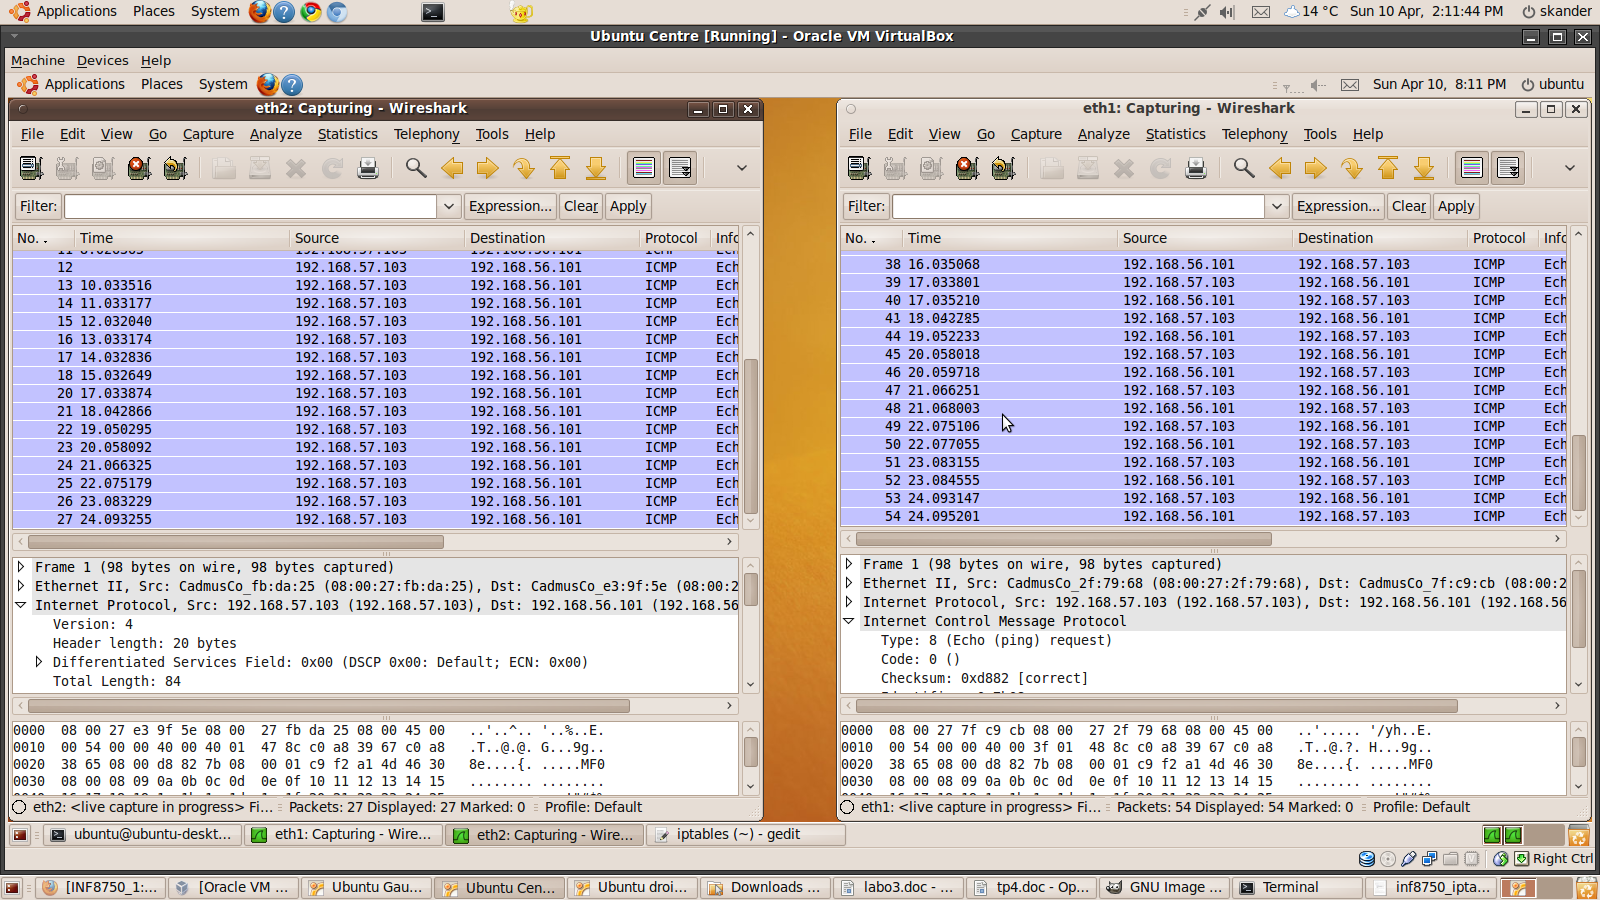 Applications Places System 14 °C Sun 10 Apr, 2:11:44 PM skander
Ubuntu Centre [Running] - Oracle VM VirtualBox
Machine Devices Help
Applications Places System Sun Apr 10, 8:11 PM ubuntu
eth2: Capturing - Wireshark
File Edit View Go Capture Analyze Statistics Telephony Tools Help
Filter: Expression... Clear Apply
No. Time Source Destination Protocol Info
12 192.168.57.103 192.168.56.101 ICMP Ech
13 10.033516 192.168.57.103 192.168.56.101 ICMP Ech
14 11.033177 192.168.57.103 192.168.56.101 ICMP Ech
15 12.032040 192.168.57.103 192.168.56.101 ICMP Ech
16 13.033174 192.168.57.103 192.168.56.101 ICMP Ech
17 14.032836 192.168.57.103 192.168.56.101 ICMP Ech
18 15.032649 192.168.57.103 192.168.56.101 ICMP Ech
20 17.033874 192.168.57.103 192.168.56.101 ICMP Ech
21 18.042866 192.168.57.103 192.168.56.101 ICMP Ech
22 19.050295 192.168.57.103 192.168.56.101 ICMP Ech
23 20.058092 192.168.57.103 192.168.56.101 ICMP Ech
24 21.066325 192.168.57.103 192.168.56.101 ICMP Ech
25 22.075179 192.168.57.103 192.168.56.101 ICMP Ech
26 23.083229 192.168.57.103 192.168.56.101 ICMP Ech
27 24.093255 192.168.57.103 192.168.56.101 ICMP Ech
Frame 1 (98 bytes on wire, 98 bytes captured)
Ethernet II, Src: CadmusCo_fb:da:25 (08:00:27:fb:da:25), Dst: CadmusCo_e3:9f:5e (08:00:2
Internet Protocol, Src: 192.168.57.103 (192.168.57.103), Dst: 192.168.56.101 (192.168.56
Version: 4
Header length: 20 bytes
Differentiated Services Field: 0x00 (DSCP 0x00: Default; ECN: 0x00)
Total Length: 84
0000 08 00 27 e3 9f 5e 08 00 27 fb da 25 08 00 45 00 ..'..^.. '..%..E.
0010 00 54 00 00 40 00 40 01 47 8c c0 a8 39 67 c0 a8 .T..@.@. G...9g..
0020 38 65 08 00 d8 82 7b 08 00 01 c9 f2 a1 4d 46 30 8e....{. .....MF0
0030 08 00 08 09 0a 0b 0c 0d 0e 0f 10 11 12 13 14 15 ........ ........
eth2: <live capture in progress> Fi... Packets: 27 Displayed: 27 Marked: 0 Profile: Default
eth1: Capturing - Wireshark
File Edit View Go Capture Analyze Statistics Telephony Tools Help
Filter: Expression... Clear Apply
No. Time Source Destination Protocol Info
38 16.035068 192.168.56.101 192.168.57.103 ICMP Ech
39 17.033801 192.168.57.103 192.168.56.101 ICMP Ech
40 17.035210 192.168.56.101 192.168.57.103 ICMP Ech
192.168.57.103 192.168.56.101 ICMP Ech
44 19.052233 192.168.56.101 192.168.57.103 ICMP Ech
45 20.058018 192.168.57.103 192.168.56.101 ICMP Ech
46 20.059718 192.168.56.101 192.168.57.103 ICMP Ech
47 21.066251 192.168.57.103 192.168.56.101 ICMP Ech
48 21.068003 192.168.56.101 192.168.57.103 ICMP Ech
49 22.075106 192.168.57.103 192.168.56.101 ICMP Ech
50 22.077055 192.168.56.101 192.168.57.103 ICMP Ech
51 23.083155 192.168.57.103 192.168.56.101 ICMP Ech
52 23.084555 192.168.56.101 192.168.57.103 ICMP Ech
53 24.093147 192.168.57.103 192.168.56.101 ICMP Ech
54 24.095201 192.168.56.101 192.168.57.103 ICMP Ech
Frame 1 (98 bytes on wire, 98 bytes captured)
Ethernet II, Src: CadmusCo_2f:79:68 (08:00:27:2f:79:68), Dst: CadmusCo_7f:c9:cb (08:00:2
Internet Protocol, Src: 192.168.57.103 (192.168.57.103), Dst: 192.168.56.101 (192.168.56
Internet Control Message Protocol
Type: 8 (Echo (ping) request)
Code: 0 ()
Checksum: 0xd882 [correct]
0000 08 00 27 7f c9 cb 08 00 27 2f 79 68 08 00 45 00 ..'..... '/yh..E.
0010 00 54 00 00 40 00 3f 01 48 8c c0 a8 39 67 c0 a8 .T..@.?. H...9g..
0020 38 65 08 00 d8 82 7b 08 00 01 c9 f2 a1 4d 46 30 8e....{. .....MF0
0030 08 00 08 09 0a 0b 0c 0d 0e 0f 10 11 12 13 14 15 ........ ........
eth1: <live capture in progress> Fi... Packets: 54 Displayed: 54 Marked: 0 Profile: Default
ubuntu@ubuntu-deskt... eth1: Capturing - Wire... eth2: Capturing - Wire... iptables (~) - gedit
Right Ctrl
[INF8750_1:... [Oracle VM ... Ubuntu Gau... Ubuntu Cen... Ubuntu droi... Downloads ... labo3.doc - ... tp4.doc - Op... GNU Image ... Terminal inf8750_ipta...